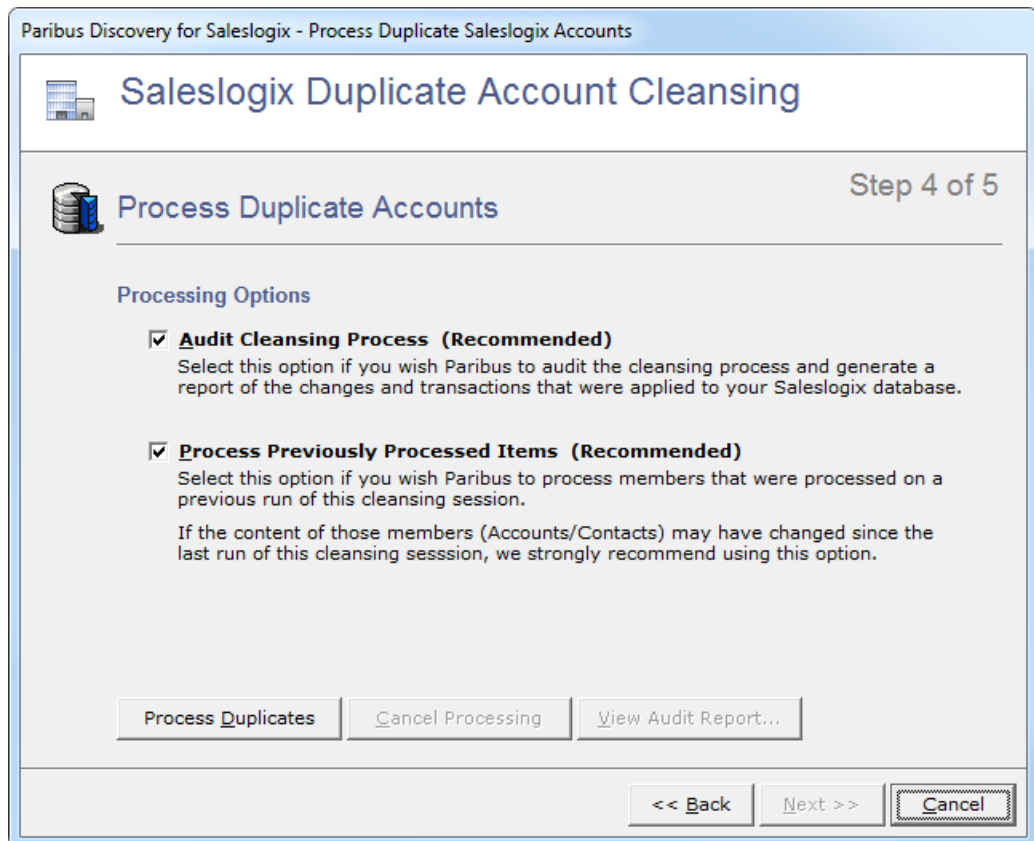 Paribus Discovery for Saleslogix - Process Duplicate Saleslogix Accounts
Saleslogix Duplicate Account Cleansing
Step 4 of 5
Process Duplicate Accounts
Processing Options
Audit Cleansing Process (Recommended)
Select this option if you wish Paribus to audit the cleansing process and generate a
report of the changes and transactions that were applied to your Saleslogix database.
Process Previously Processed Items (Recommended)
Select this option if you wish Paribus to process members that were processed on a
previous run of this cleansing session.
If the content of those members (Accounts/Contacts) may have changed since the
last run of this cleansing sesssion, we strongly recommend using this option.
Process Duplicates Cancel Processing View Audit Report...
<< Back Next >> Cancel